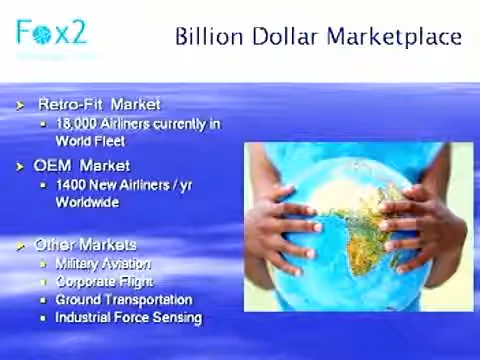 Fox2
Billion Dollar Marketplace
Retro-Fit Market
18,000 Airliners currently in
World Fleet
OEM Market
1400 New Airliners / yr
Worldwide
Other Markets
Military Aviation
Corporate Flight
Ground Transportation
Industrial Force Sensing